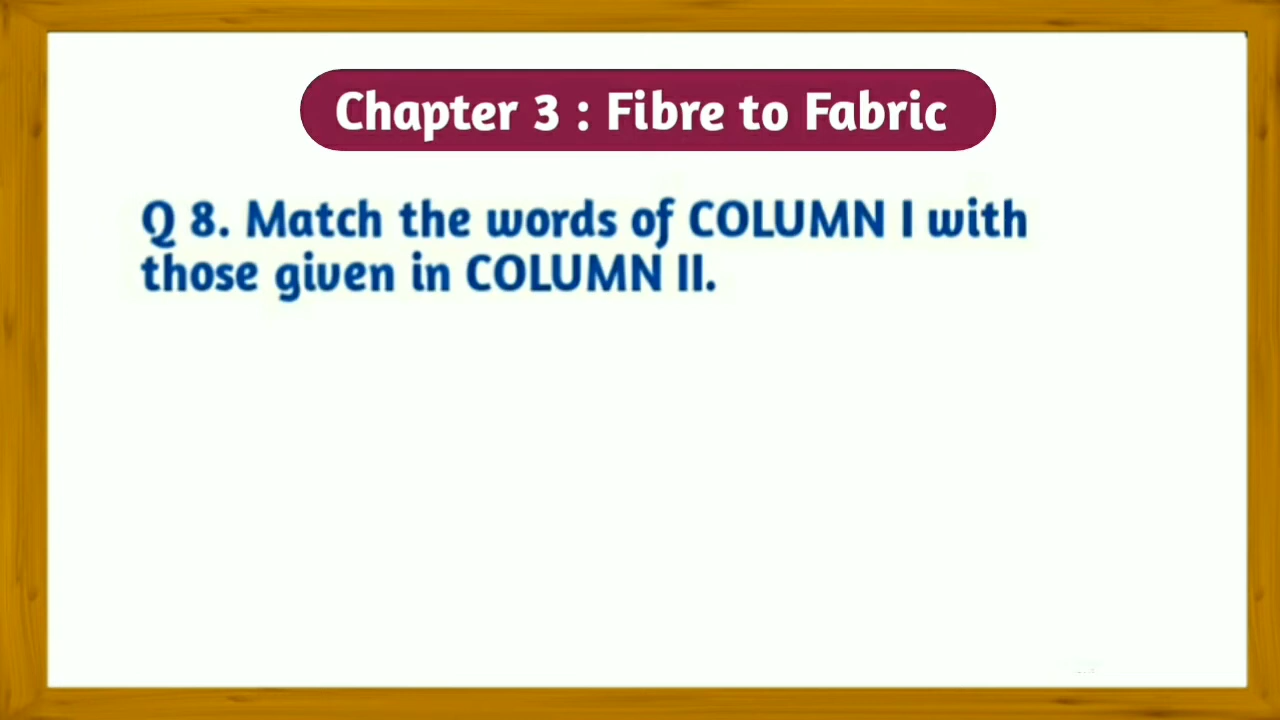 Chapter 3 : Fibre to Fabric
Q 8. Match the words of COLUMN I with
those given in COLUMN II.